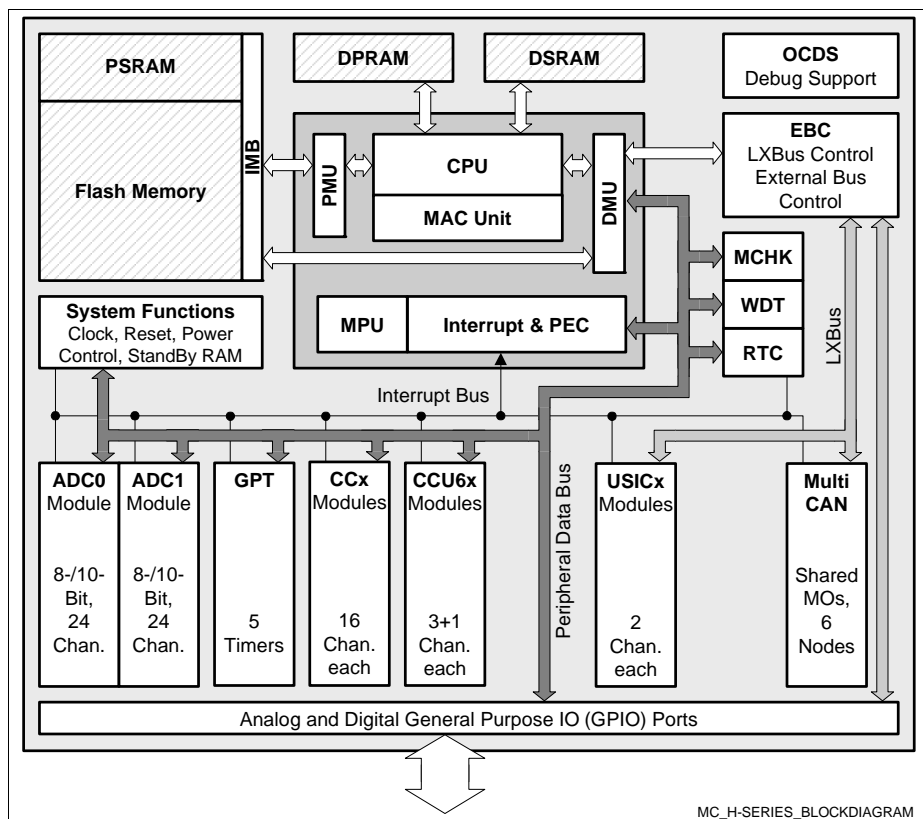 PSRAM
Flash Memory
IMB
DPRAM
DSRAM
OCDS
Debug Support
PMU
CPU
MAC Unit
DMU
EBC
LXBus Control
External Bus
Control
MPU
Interrupt & PEC
MCHK
WDT
RTC
LXBus
System Functions
Clock, Reset, Power
Control, StandBy RAM
Interrupt Bus
ADC0
Module
8-/10-
Bit,
24
Chan.
ADC1
Module
8-/10-
Bit,
24
Chan.
GPT
5
Timers
CCx
Modules
16
Chan.
each
CCU6x
Modules
3+1
Chan.
each
Peripheral Data Bus
USICx
Modules
2
Chan.
each
Multi
CAN
Shared
MOs,
6
Nodes
Analog and Digital General Purpose IO (GPIO) Ports
MC_H-SERIES_BLOCKDIAGRAM